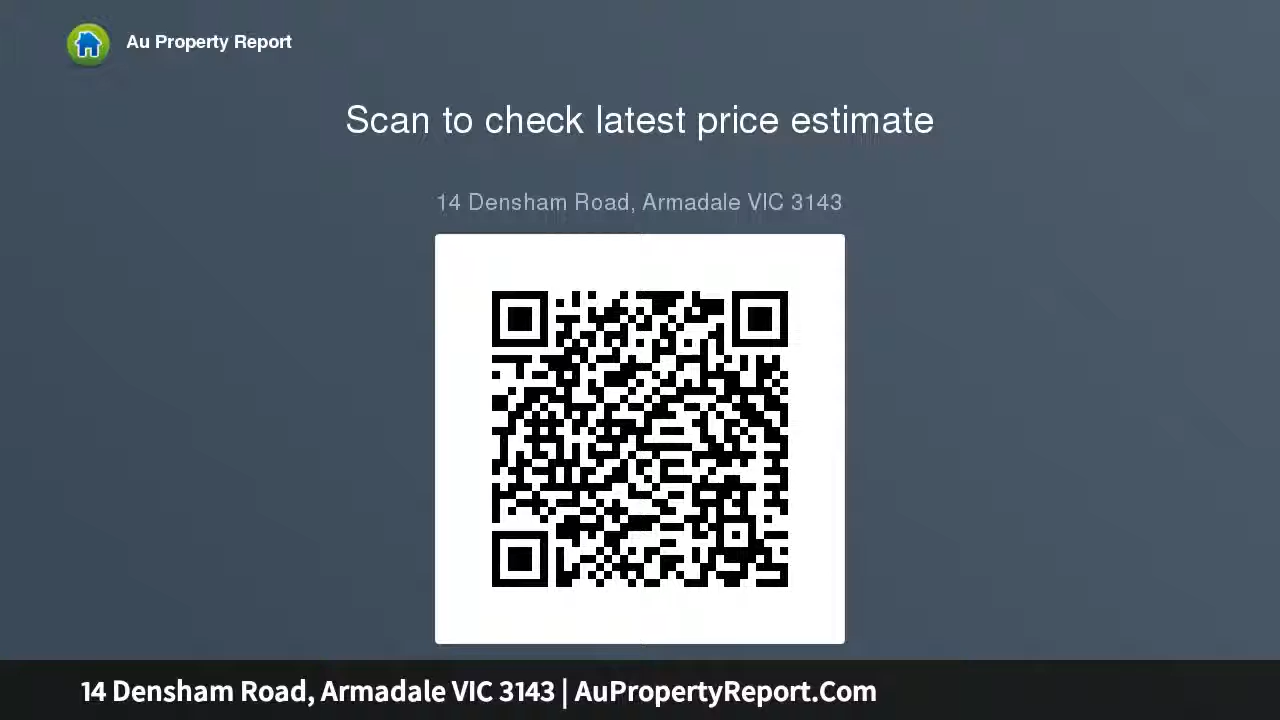 Au Property Report
Scan to check latest price estimate
14 Densham Road, Armadale VIC 3143
14 Densham Road, Armadale VIC 3143 | AuPropertyReport.Com